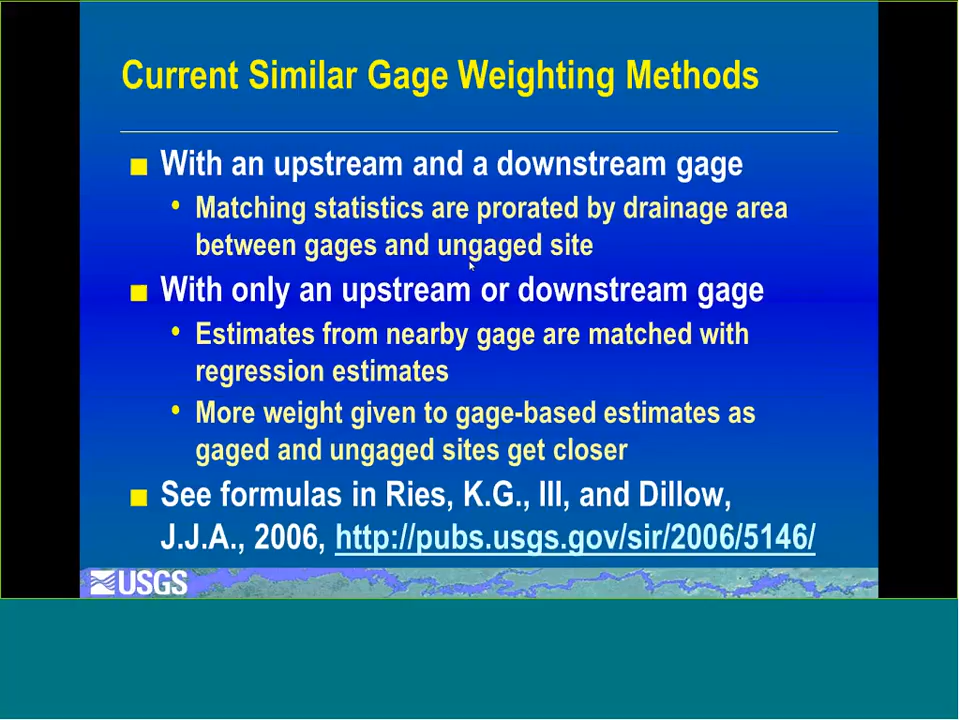 Current Similar Gage Weighting Methods
With an upstream and a downstream gage
Matching statistics are prorated by drainage area
between gages and ungaged site
With only an upstream or downstream gage
Estimates from nearby gage are matched with
regression estimates
More weight given to gage-based estimates as
gaged and ungaged sites get closer
See formulas in Ries, K.G., III, and Dillow,
J.J.A., 2006, http://pubs.usgs.gov/sir/2006/5146/
USGS